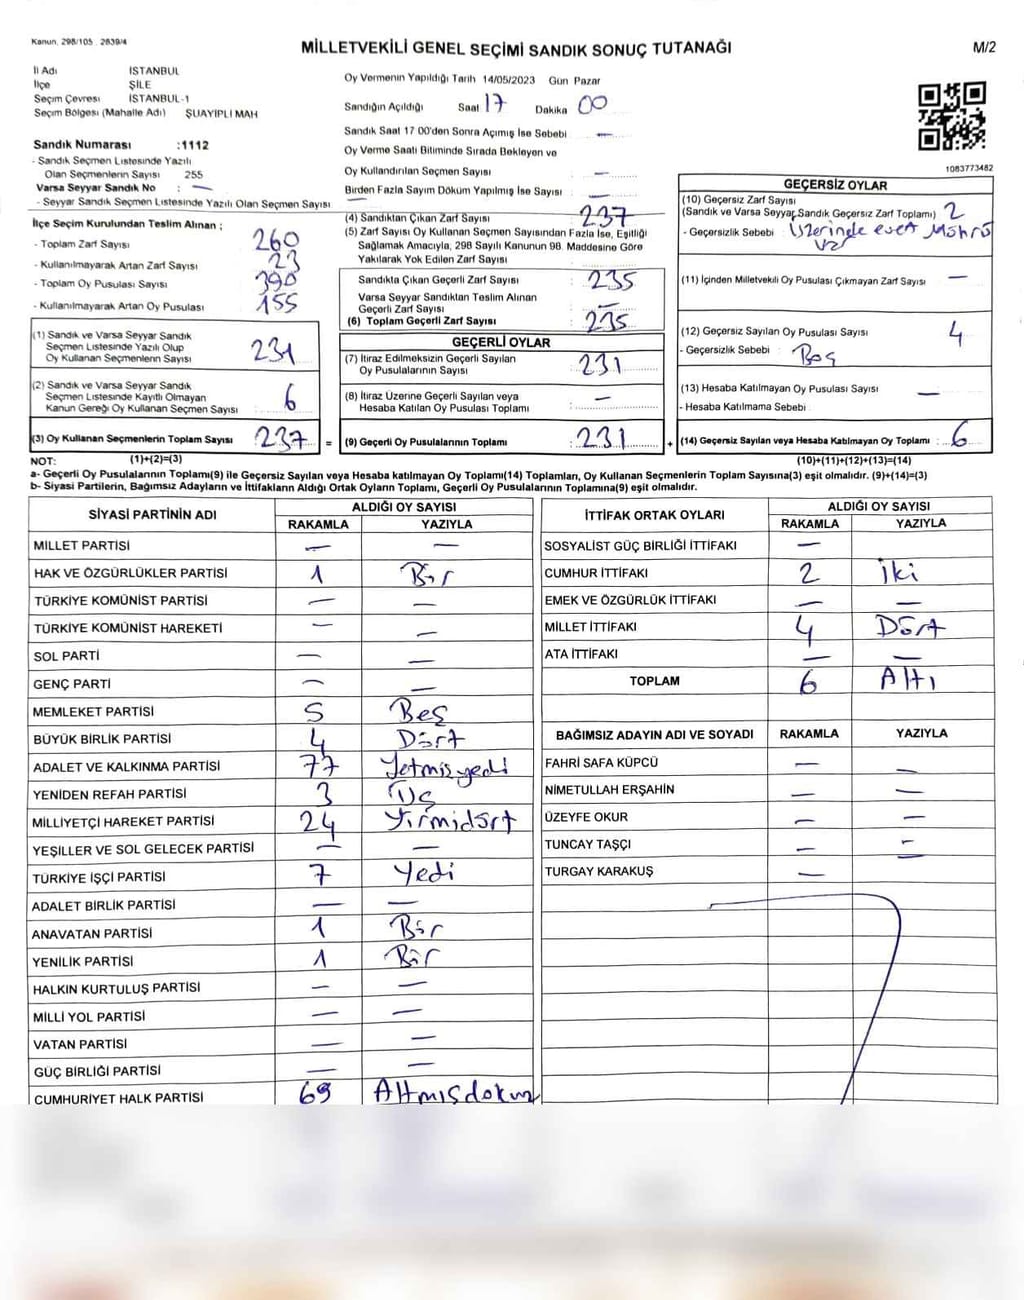 Kanun. 298/105 . 2839/4
MİLLETVEKİLİ GENEL SEÇİMİ SANDIK SONUÇ TUTANAĞI
M/2
İl Adı İSTANBUL
İlçe ŞİLE
Seçim Çevresi İSTANBUL-1
Seçim Bölgesi (Mahalle Adı) ŞUAYIPLI MAH
Oy Vermenin Yapıldığı Tarih 14/05/2023 Gün Pazar
Sandığın Açıldığı Saat 17 Dakika 00
Sandık Saat 17 00'den Sonra Açımış İse Sebebi —
Oy Verme Saati Bitiminde Sırada Bekleyen ve
Oy Kullandırılan Seçmen Sayısı —
Birden Fazla Sayım Döküm Yapılmış İse Sayısı —
1083773482
Sandık Numarası :1112
- Sandık Seçmen Listesinde Yazılı
Olan Seçmenlerin Sayısı 255
Varsa Seyyar Sandık No : —
- Seyyar Sandık Seçmen Listesinde Yazılı Olan Seçmen Sayısı —
İlçe Seçim Kurulundan Teslim Alınan ;
- Toplam Zarf Sayısı 260
- Kullanılmayarak Artan Zarf Sayısı 23
- Toplam Oy Pusulası Sayısı 390
- Kullanılmayarak Artan Oy Pusulası 155
(1) Sandık ve Varsa Seyyar Sandık
Seçmen Listesinde Yazılı Olup
Oy Kullanan Seçmenlerin Sayısı 231
(2) Sandık ve Varsa Seyyar Sandık
Seçmen Listesinde Kayıtlı Olmayan
Kanun Gereği Oy Kullanan Seçmen Sayısı 6
(3) Oy Kullanan Seçmenlerin Toplam Sayısı 237 =
(4) Sandıktan Çıkan Zarf Sayısı : 237
(5) Zarf Sayısı Oy Kullanan Seçmen Sayısından Fazla İse, Eşitliği
Sağlamak Amacıyla, 298 Sayılı Kanunun 98. Maddesine Göre
Yakılarak Yok Edilen Zarf Sayısı :
Sandıkta Çıkan Geçerli Zarf Sayısı : 235
Varsa Seyyar Sandıktan Teslim Alınan
Geçerli Zarf Sayısı : —
(6) Toplam Geçerli Zarf Sayısı : 235
GEÇERLİ OYLAR
(7) İtiraz Edilmeksizin Geçerli Sayılan
Oy Pusulalarının Sayısı : 231
(8) İtiraz Üzerine Geçerli Sayılan veya
Hesaba Katılan Oy Pusulası Toplamı : —
(9) Geçerli Oy Pusulalarının Toplamı : 231 +
GEÇERSİZ OYLAR
(10) Geçersiz Zarf Sayısı
(Sandık ve Varsa Seyyar Sandık Geçersiz Zarf Toplamı) 2
- Geçersizlik Sebebi : Üzerinde evet Mührü
(11) İçinden Milletvekili Oy Pusulası Çıkmayan Zarf Sayısı —
(12) Geçersiz Sayılan Oy Pusulası Sayısı 4
- Geçersizlik Sebebi : Boş
(13) Hesaba Katılmayan Oy Pusulası Sayısı —
- Hesaba Katılmama Sebebi :
(14) Geçersiz Sayılan veya Hesaba Katılmayan Oy Toplamı : 6
NOT: (1)+(2)=(3) (10)+(11)+(12)+(13)=(14)
a- Geçerli Oy Pusulalarının Toplamı(9) ile Geçersiz Sayılan veya Hesaba katılmayan Oy Toplamı(14) Toplamları, Oy Kullanan Seçmenlerin Toplam Sayısına(3) eşit olmalıdır. (9)+(14)=(3)
b- Siyasi Partilerin, Bağımsız Adayların ve İttifakların Aldığı Ortak Oyların Toplamı, Geçerli Oy Pusulalarının Toplamına(9) eşit olmalıdır.
SİYASİ PARTİNİN ADI ALDIĞI OY SAYISI
RAKAMLA YAZIYLA
MİLLET PARTİSİ — —
HAK VE ÖZGÜRLÜKLER PARTİSİ 1 Bir
TÜRKİYE KOMÜNİST PARTİSİ — —
TÜRKİYE KOMÜNİST HAREKETİ — —
SOL PARTİ — —
GENÇ PARTİ — —
MEMLEKET PARTİSİ 5 Beş
BÜYÜK BİRLİK PARTİSİ 4 Dört
ADALET VE KALKINMA PARTİSİ 77 Yetmişyedi
YENİDEN REFAH PARTİSİ 3 Üç
MİLLİYETÇİ HAREKET PARTİSİ 24 Yirmidört
YEŞİLLER VE SOL GELECEK PARTİSİ — —
TÜRKİYE İŞÇİ PARTİSİ 7 Yedi
ADALET BİRLİK PARTİSİ — —
ANAVATAN PARTİSİ 1 Bir
YENİLİK PARTİSİ 1 Bir
HALKIN KURTULUŞ PARTİSİ — —
MİLLİ YOL PARTİSİ — —
VATAN PARTİSİ — —
GÜÇ BİRLİĞİ PARTİSİ — —
CUMHURİYET HALK PARTİSİ 69 Altmışdokuz
İTTİFAK ORTAK OYLARI ALDIĞI OY SAYISI
RAKAMLA YAZIYLA
SOSYALİST GÜÇ BİRLİĞİ İTTİFAKI —
CUMHUR İTTİFAKI 2 İki
EMEK VE ÖZGÜRLÜK İTTİFAKI — —
MİLLET İTTİFAKI 4 Dört
ATA İTTİFAKI — —
TOPLAM 6 Altı
BAĞIMSIZ ADAYIN ADI VE SOYADI RAKAMLA YAZIYLA
FAHRİ SAFA KÜPCÜ — —
NİMETULLAH ERŞAHİN — —
ÜZEYFE OKUR — —
TUNCAY TAŞÇI — —
TURGAY KARAKUŞ —